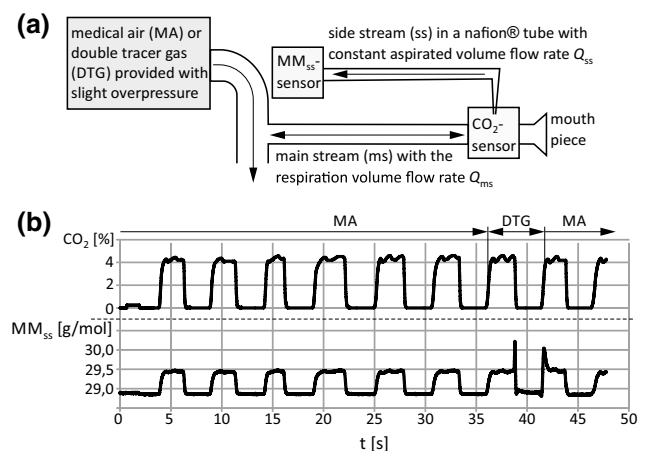 (a)
medical air (MA) or
double tracer gas
(DTG) provided with
slight overpressure
side stream (ss) in a nafion® tube with
constant aspirated volume flow rate Qss
MMss-
sensor
CO2-
sensor
mouth
piece
main stream (ms) with the
respiration volume flow rate Qms
(b)
MA DTG MA
CO2 [%]
6
4
2
0
MMss [g/mol]
30,0
29,5
29,0
0 5 10 15 20 25 30 35 40 45 50
t [s]